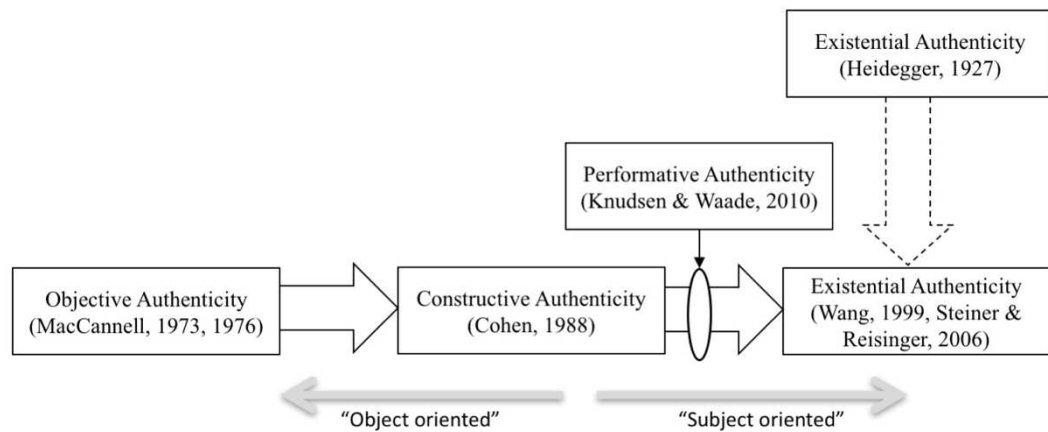 Existential Authenticity
(Heidegger, 1927)
Performative Authenticity
(Knudsen & Waade, 2010)
Objective Authenticity
(MacCannell, 1973, 1976)
Constructive Authenticity
(Cohen, 1988)
Existential Authenticity
(Wang, 1999, Steiner &
Reisinger, 2006)
“Object oriented”
“Subject oriented”